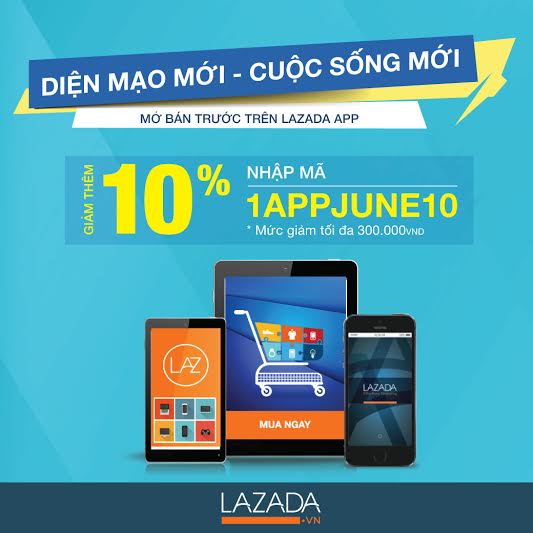 DIỆN MẠO MỚI - CUỘC SỐNG MỚI
MỞ BÁN TRƯỚC TRÊN LAZADA APP
GIẢM THÊM
10%
NHẬP MÃ
1APPJUNE10
* Mức giảm tối đa 300.000VND
LAZ
MUA NGAY
LAZADA
LAZADA
.VN